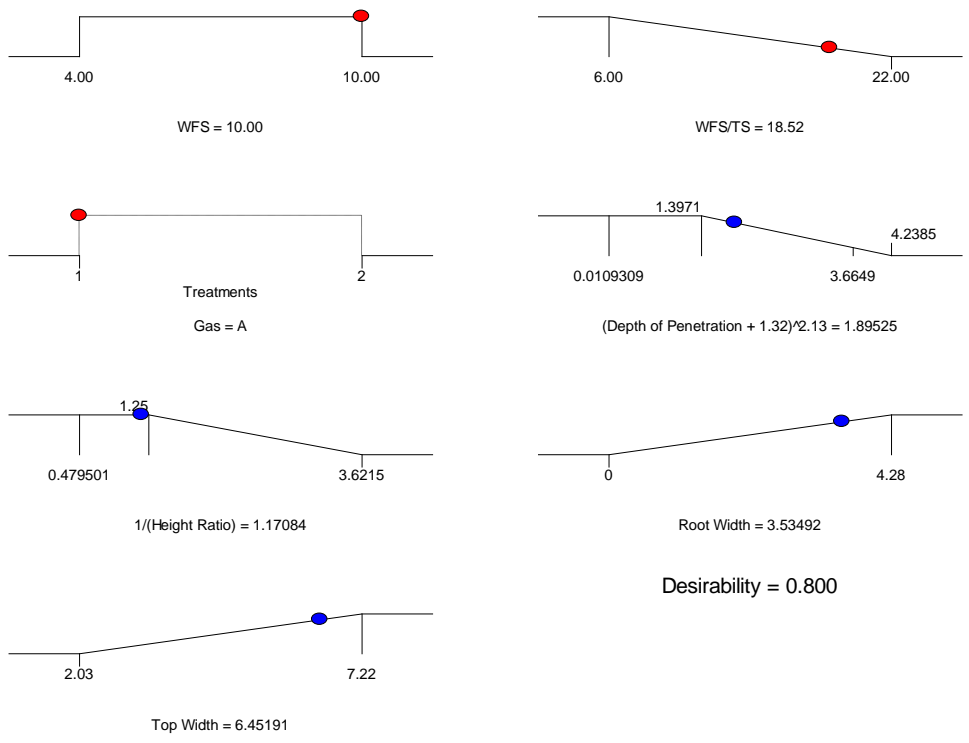 4.00
10.00
WFS = 10.00
6.00
22.00
WFS/TS = 18.52
1
2
Treatments
Gas = A
1.3971
4.2385
0.0109309
3.6649
(Depth of Penetration + 1.32)^2.13 = 1.89525
1.25
0.479501
3.6215
1/(Height Ratio) = 1.17084
0
4.28
Root Width = 3.53492
2.03
7.22
Top Width = 6.45191
Desirability = 0.800